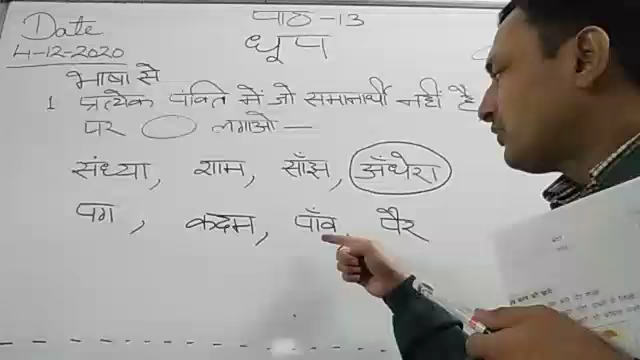 Date
4-12-2020
पाठ-13
धूप
भाषा से
1 प्रत्येक पंक्ति में जो समानार्थी नहीं है
पर लगाओ —
संध्या, शाम, साँझ, अँधेरा
पग, कदम, पाँव, पैर